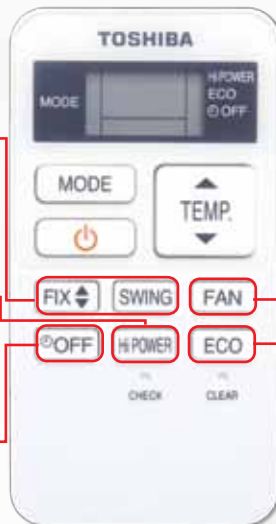 TOSHIBA
MODE
Hi POWER
ECO
OFF
MODE
TEMP.
FIX SWING FAN
OFF Hi POWER ECO
CHECK CLEAR